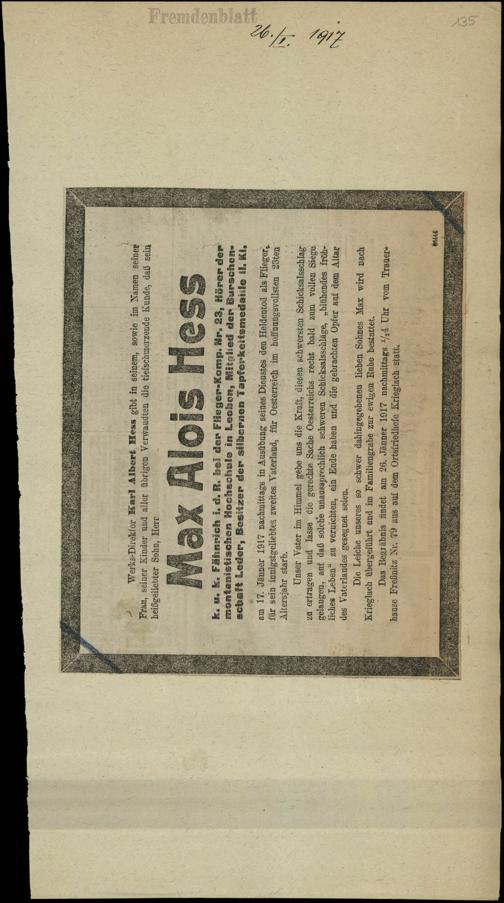 Fremdenblatt
26./I. 1917
135
Werks-Direktor Karl Albert Hess gibt in seinem, sowie im Namen seiner
Frau, seiner Kinder und aller übrigen Verwandten die tiefschmerzende Kunde, daß sein
heißgeliebter Sohn, Herr
Max Alois Hess
k. u. k. Fähnrich i. d. R. bei der Flieger-Komp. Nr. 23, Hörer der
montanistischen Hochschule in Leoben, Mitglied der Burschen-
schaft Leder, Besitzer der silbernen Tapferkeitsmedaille II. Kl.
am 17. Jänner 1917 nachmittags in Ausübung seines Dienstes den Heldentod als Flieger,
für sein innigstgeliebtes zweites Vaterland, für Oesterreich im hoffnungsvollsten 23ten
Altersjahr starb.
Unser Vater im Himmel gebe uns die Kraft, diesen schwersten Schicksalsschlag
zu ertragen und lasse die gerechte Sache Oesterreichs recht bald zum vollen Siege
gelangen, auf daß solche unaussprechlich schweren Schicksalsschläge, „blühendes fröh-
liches Leben" zu vernichten, ein Ende haben und die gebrachten Opfer auf dem Altar
des Vaterlandes gesegnet seien.
Die Leiche unseres so schwer dahingegebenen lieben Sohnes Max wird nach
Krieglach übergeführt und im Familiengrabe zur ewigen Ruhe bestattet.
Das Begräbnis findet am 26. Jänner 1917 nachmittags 1/24 Uhr vom Trauer-
hause Freßnitz Nr. 79 aus auf dem Ortsfriedhofe Krieglach statt.